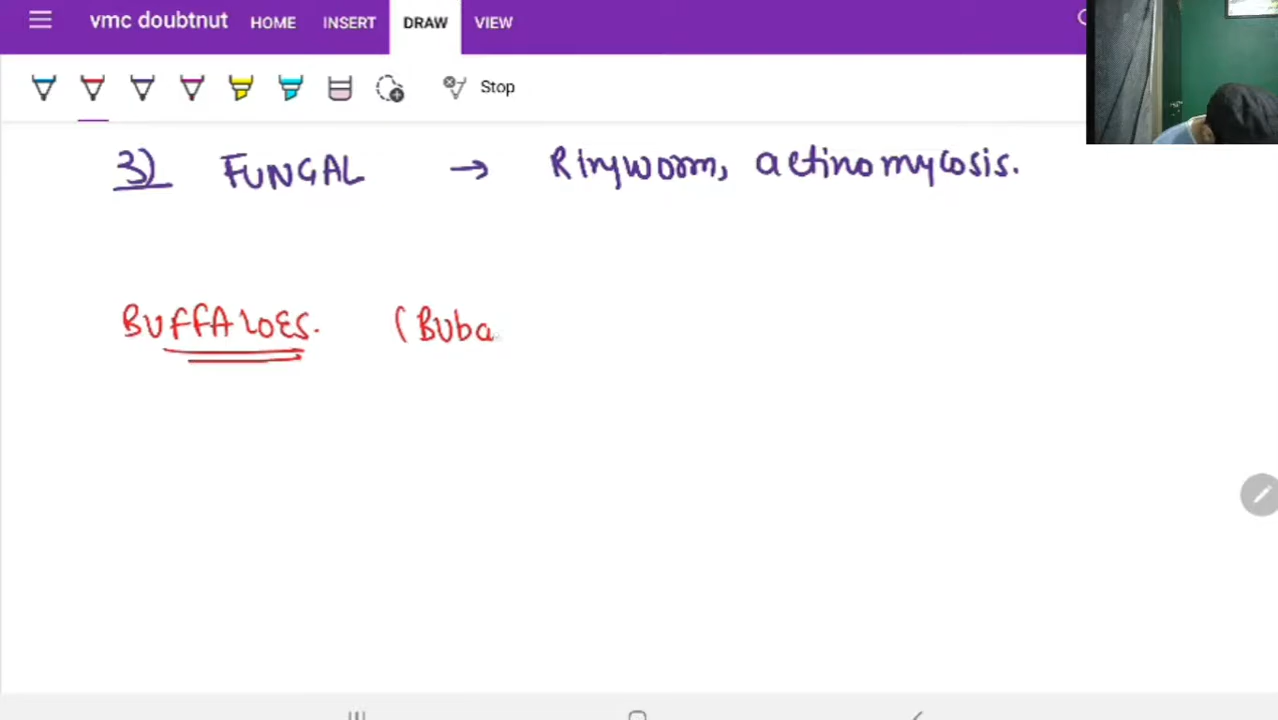 vmc doubtnut HOME INSERT DRAW VIEW
Stop
3) FUNGAL → Ringworm, actinomycosis.
BUFFALOES. (Buba